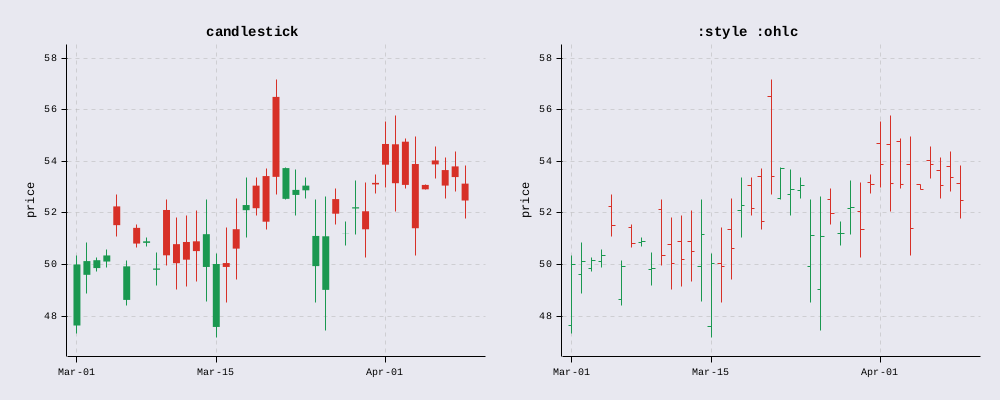 candlestick
58
56
54
52
50
48
price
Mar-01
Mar-15
Apr-01
:style :ohlc
58
56
54
52
50
48
price
Mar-01
Mar-15
Apr-01